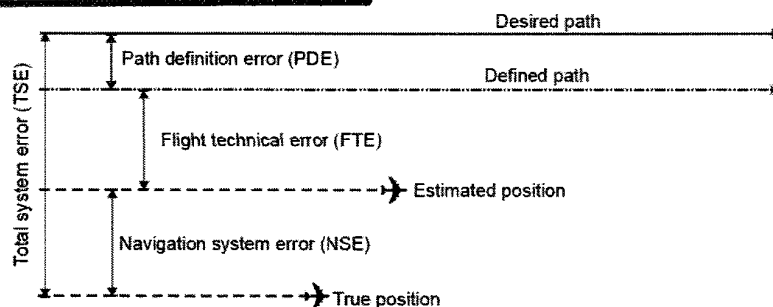 Desired path
Path definition error (PDE)
Defined path
Total system error (TSE)
Flight technical error (FTE)
Estimated position
Navigation system error (NSE)
True position